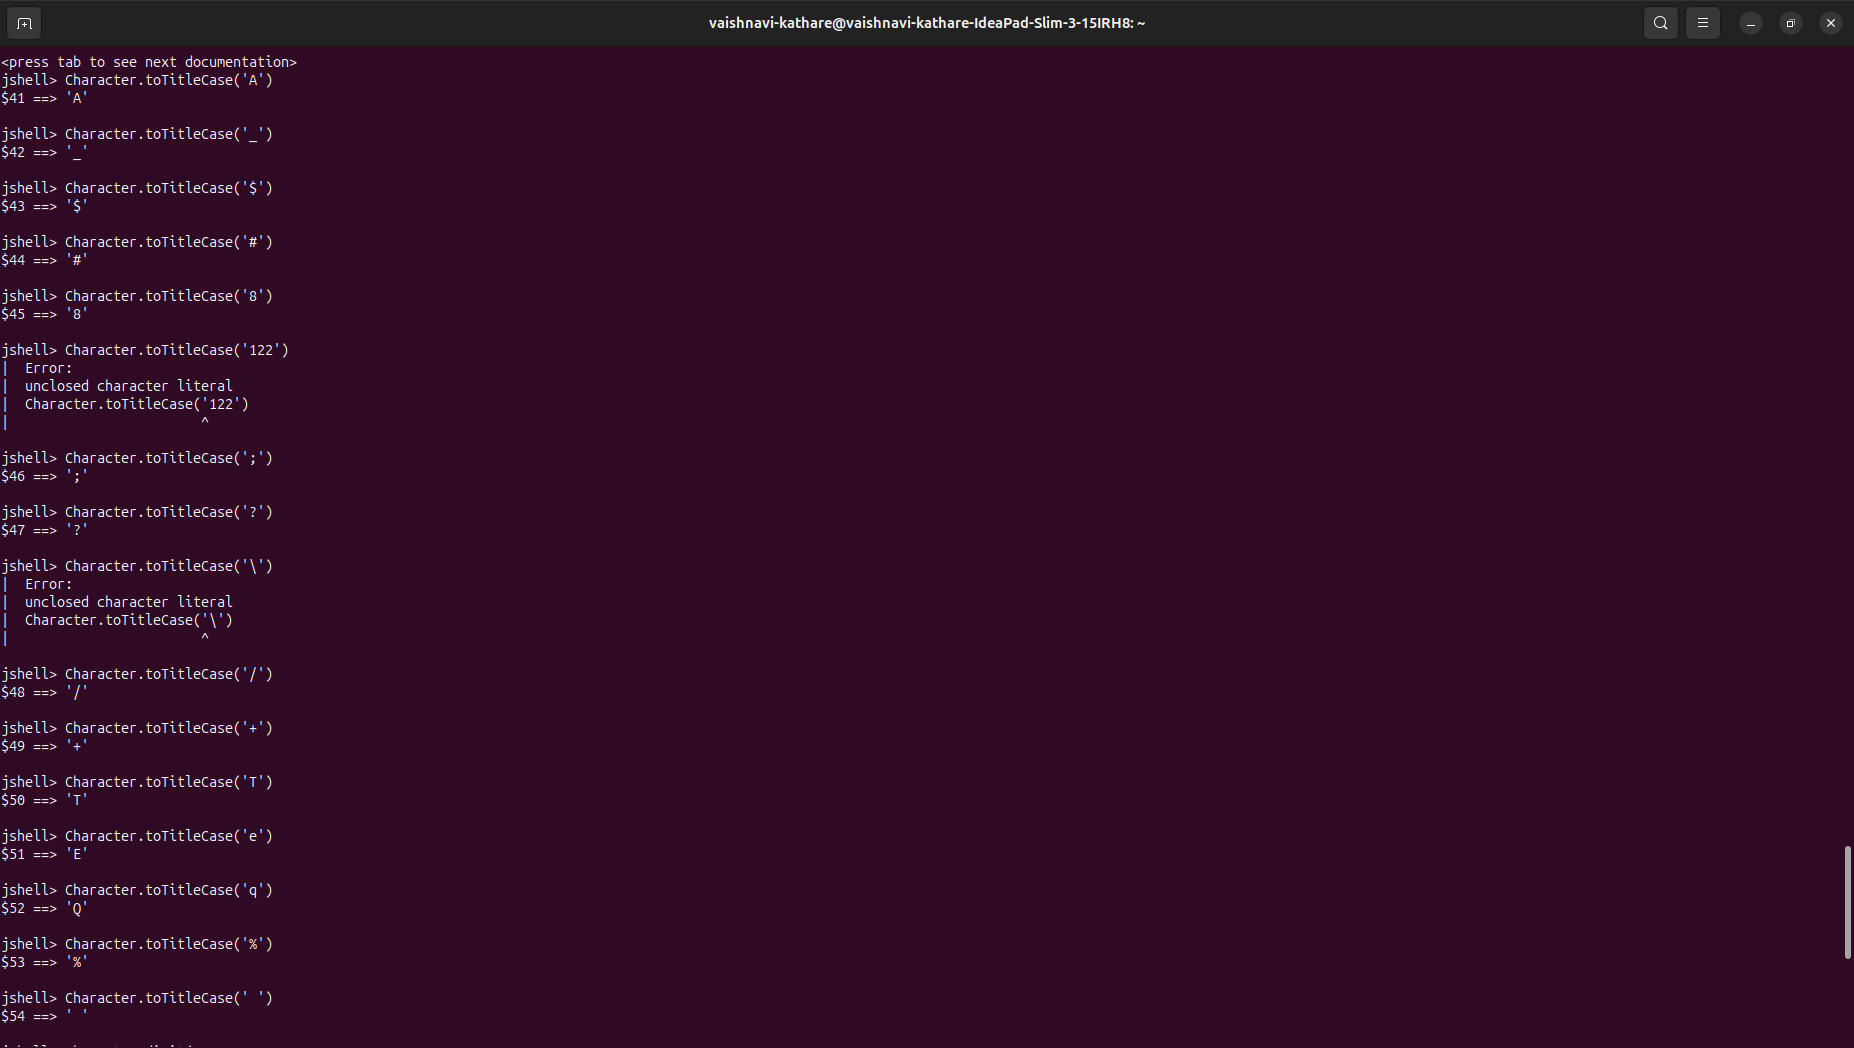 vaishnavi-kathare@vaishnavi-kathare-IdeaPad-Slim-3-15IRH8: ~
<press tab to see next documentation>
jshell> Character.toTitleCase('A')
$41 ==> 'A'
jshell> Character.toTitleCase('_')
$42 ==> '_'
jshell> Character.toTitleCase('$')
$43 ==> '$'
jshell> Character.toTitleCase('#')
$44 ==> '#'
jshell> Character.toTitleCase('8')
$45 ==> '8'
jshell> Character.toTitleCase('122')
|  Error:
|  unclosed character literal
|  Character.toTitleCase('122')
|                        ^
jshell> Character.toTitleCase(';')
$46 ==> ';'
jshell> Character.toTitleCase('?')
$47 ==> '?'
jshell> Character.toTitleCase('\')
|  Error:
|  unclosed character literal
|  Character.toTitleCase('\')
|                        ^
jshell> Character.toTitleCase('/')
$48 ==> '/'
jshell> Character.toTitleCase('+')
$49 ==> '+'
jshell> Character.toTitleCase('T')
$50 ==> 'T'
jshell> Character.toTitleCase('e')
$51 ==> 'E'
jshell> Character.toTitleCase('q')
$52 ==> 'Q'
jshell> Character.toTitleCase('%')
$53 ==> '%'
jshell> Character.toTitleCase(' ')
$54 ==> ' '